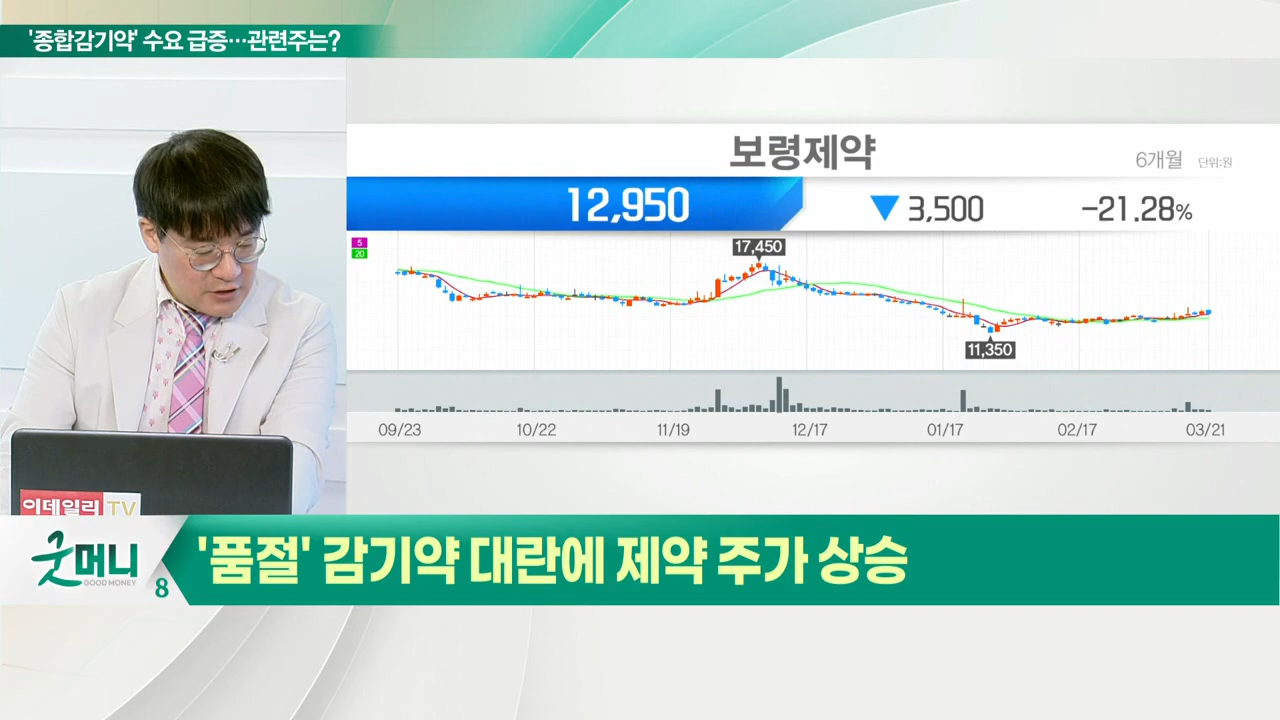 '종합감기약' 수요 급증…관련주는?
보령제약
6개월 단위:원
12,950 ▼ 3,500 -21.28%
5
20
17,450
11,350
09/23 10/22 11/19 12/17 01/17 02/17 03/21
이데일리 TV
굿머니
GOOD MONEY
8
'품절' 감기약 대란에 제약 주가 상승